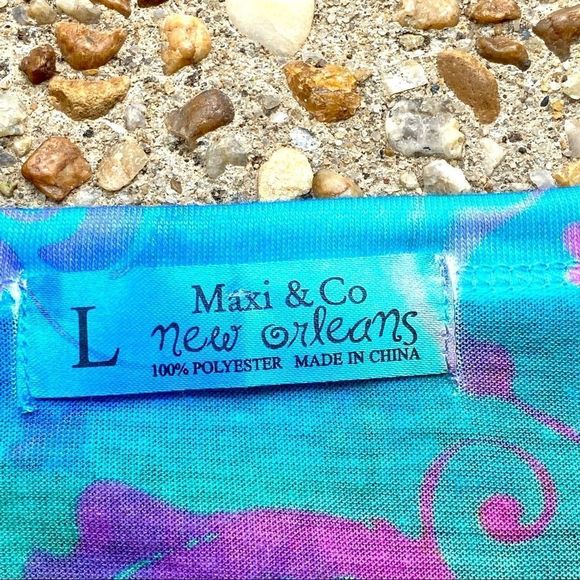 L
Maxi & Co
new orleans
100% POLYESTER MADE IN CHINA